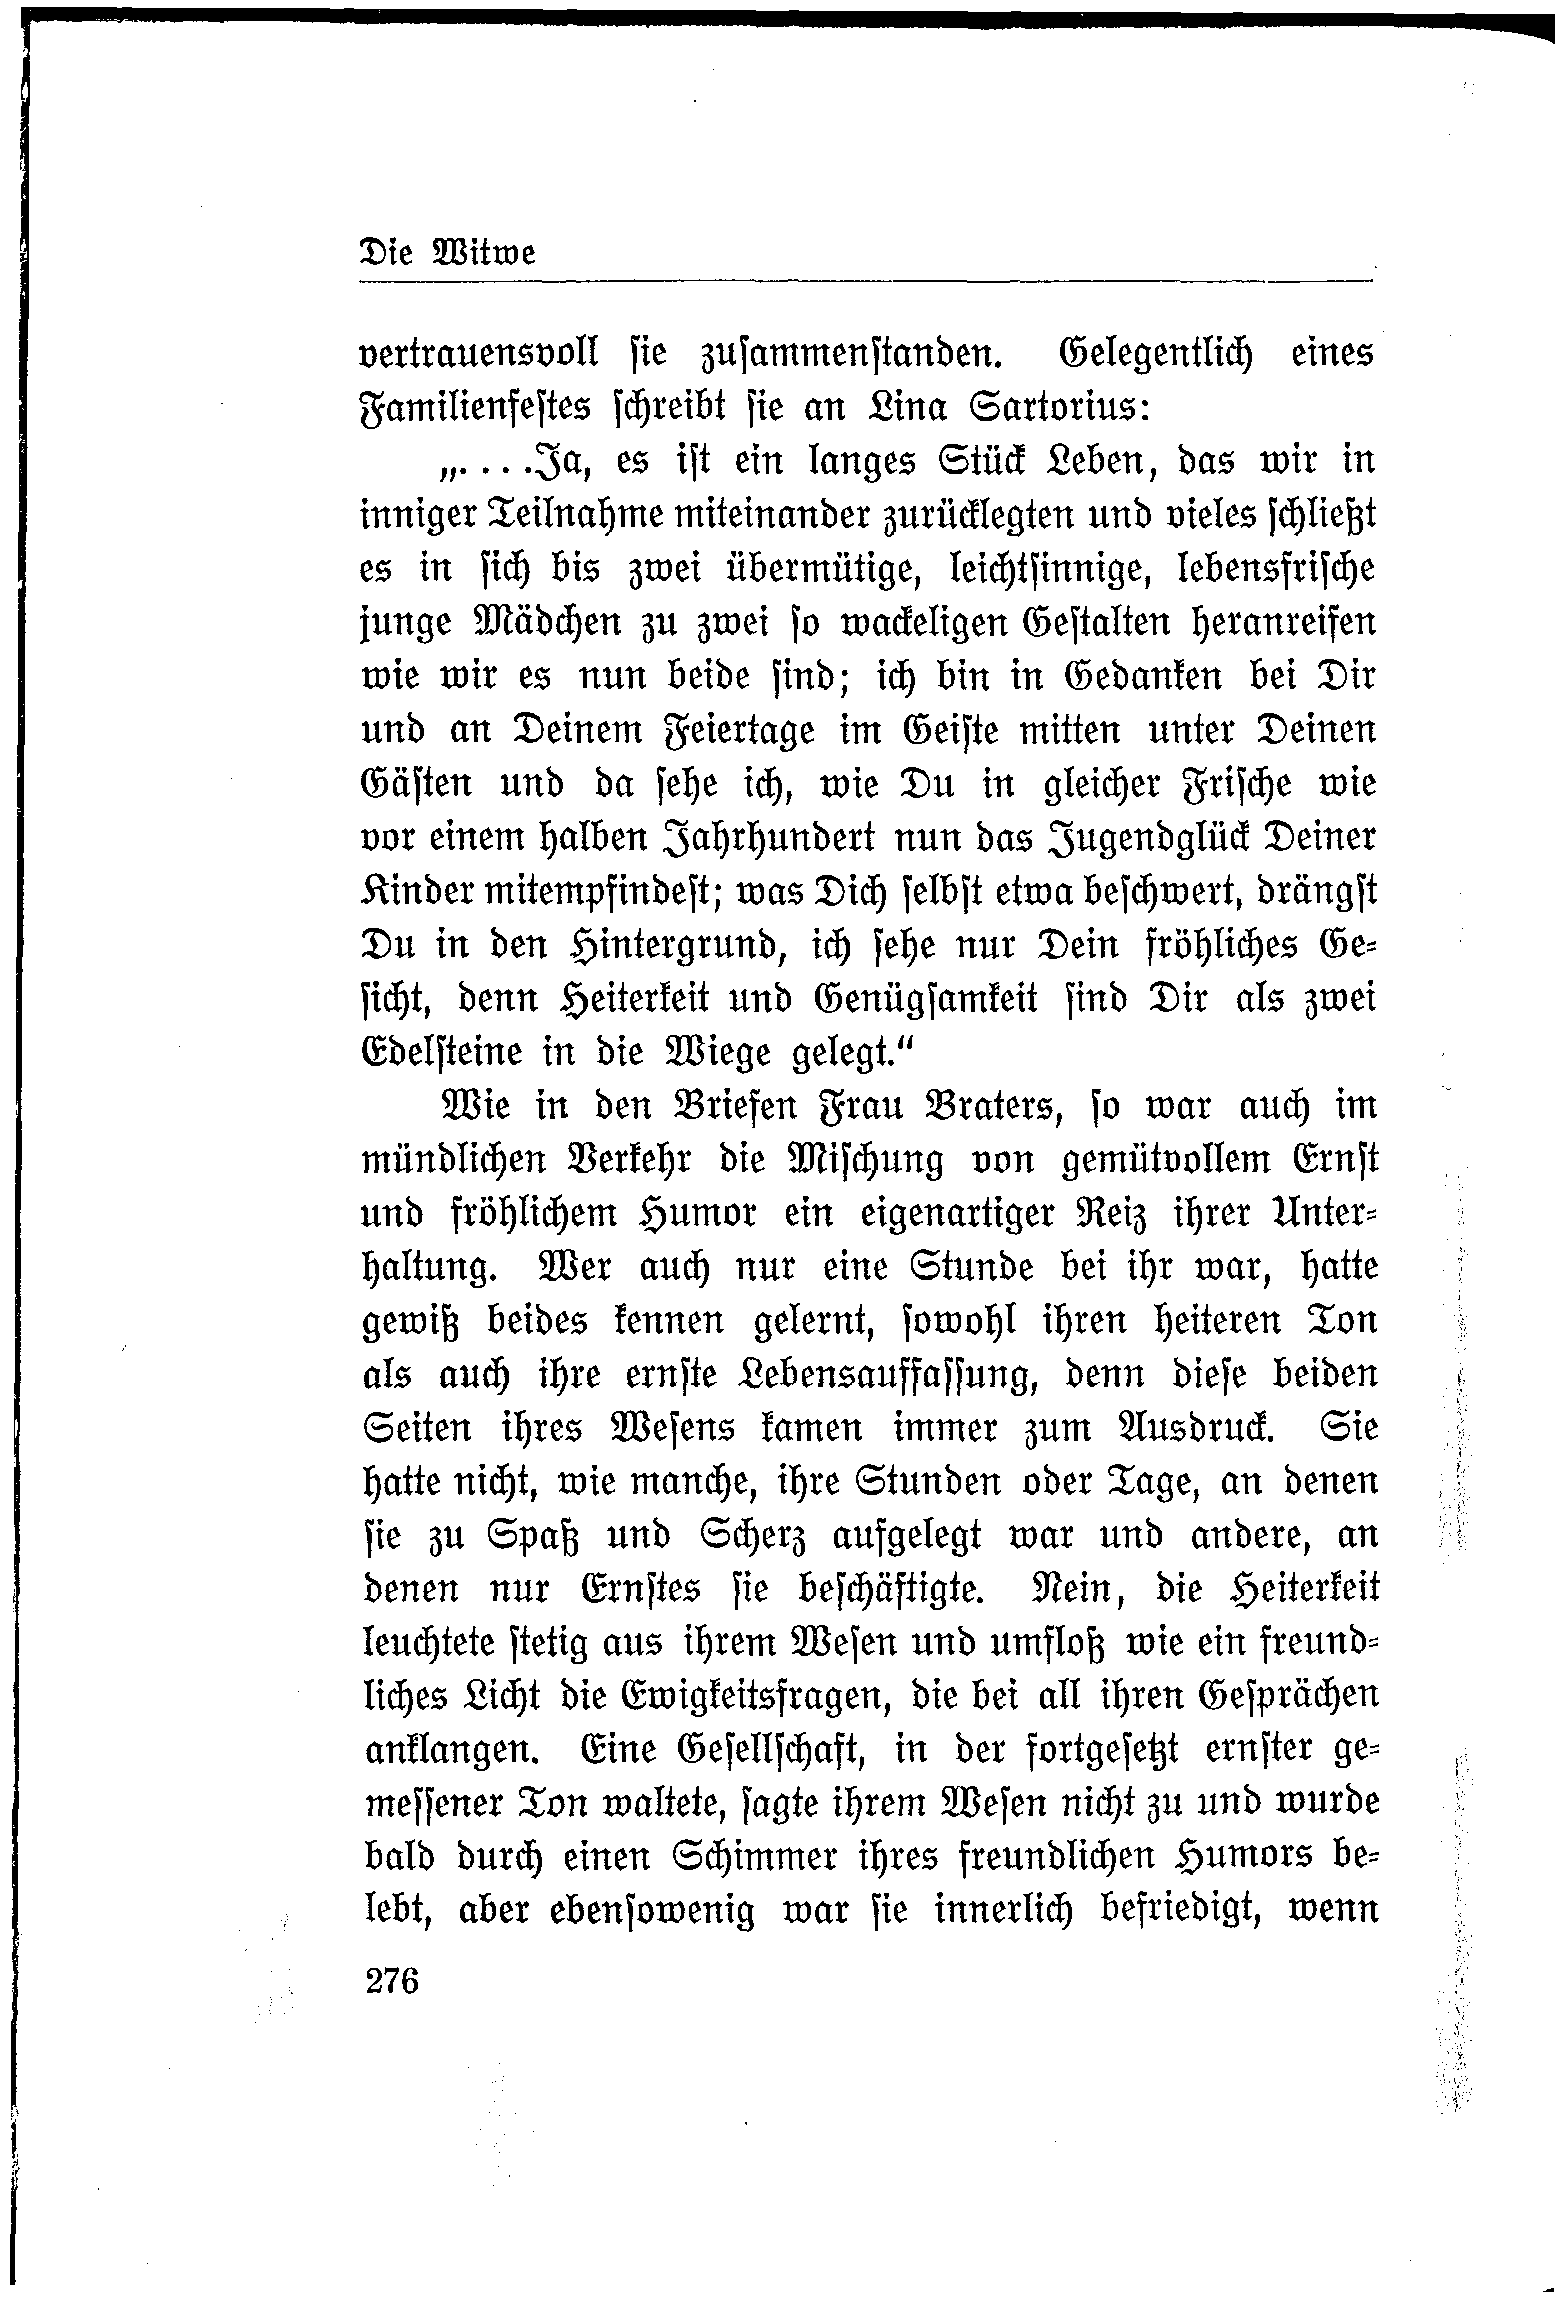 Die Witwe
vertrauensvoll sie zusammenstanden. Gelegentlich eines
Familienfestes schreibt sie an Lina Sartorius:
„....Ja, es ist ein langes Stück Leben, das wir in
inniger Teilnahme miteinander zurücklegten und vieles schließt
es in sich bis zwei übermütige, leichtsinnige, lebensfrische
junge Mädchen zu zwei so wackeligen Gestalten heranreifen
wie wir es nun beide sind; ich bin in Gedanken bei Dir
und an Deinem Feiertage im Geiste mitten unter Deinen
Gästen und da sehe ich, wie Du in gleicher Frische wie
vor einem halben Jahrhundert nun das Jugendglück Deiner
Kinder mitempfindest; was Dich selbst etwa beschwert, drängst
Du in den Hintergrund, ich sehe nur Dein fröhliches Ge-
sicht, denn Heiterkeit und Genügsamkeit sind Dir als zwei
Edelsteine in die Wiege gelegt.“
Wie in den Briefen Frau Braters, so war auch im
mündlichen Verkehr die Mischung von gemütvollem Ernst
und fröhlichem Humor ein eigenartiger Reiz ihrer Unter-
haltung. Wer auch nur eine Stunde bei ihr war, hatte
gewiß beides kennen gelernt, sowohl ihren heiteren Ton
als auch ihre ernste Lebensauffassung, denn diese beiden
Seiten ihres Wesens kamen immer zum Ausdruck. Sie
hatte nicht, wie manche, ihre Stunden oder Tage, an denen
sie zu Spaß und Scherz aufgelegt war und andere, an
denen nur Ernstes sie beschäftigte. Nein, die Heiterkeit
leuchtete stetig aus ihrem Wesen und umfloß wie ein freund-
liches Licht die Ewigkeitsfragen, die bei all ihren Gesprächen
anklangen. Eine Gesellschaft, in der fortgesetzt ernster ge-
messener Ton waltete, sagte ihrem Wesen nicht zu und wurde
bald durch einen Schimmer ihres freundlichen Humors be-
lebt, aber ebensowenig war sie innerlich befriedigt, wenn
276